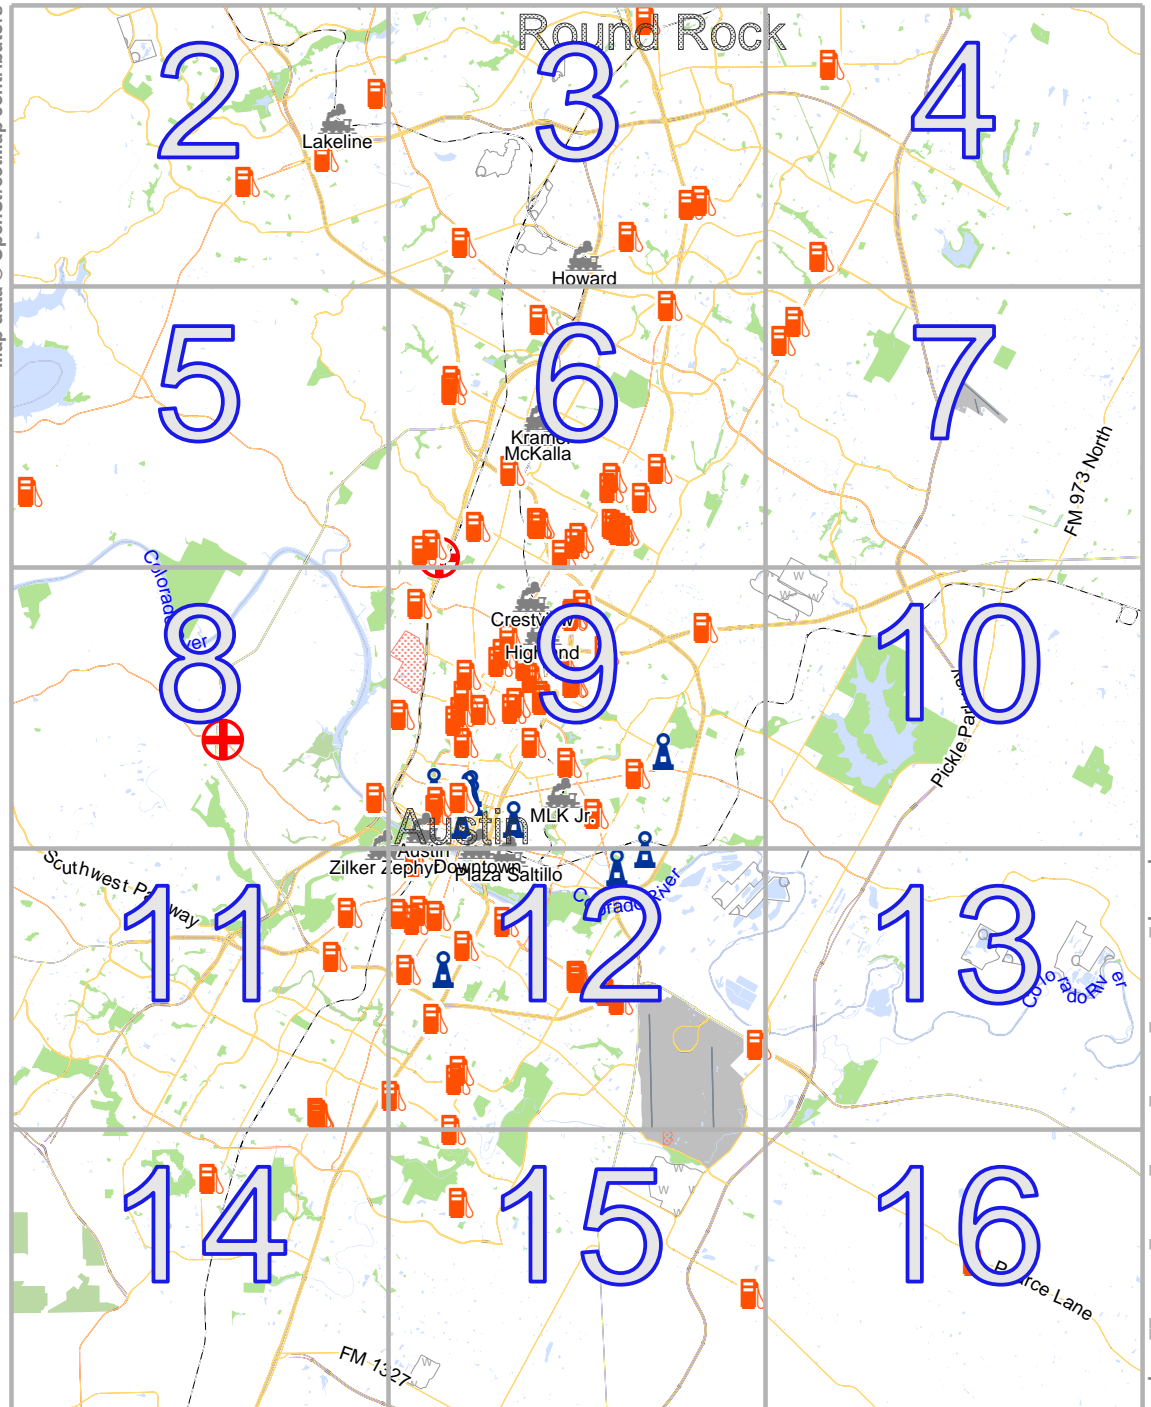 Round Rock
2
3
4
Lakeline
Howard
5
6
7
Kramer
McKalla
FM 973 North
Colorado River
8
Crestview
Highland
9
10
Pickle Par
MLK Jr.
Austin
Austin
Zilker Zephyr
Downtown
Plaza Saltillo
Southwest Parkway
Colorado River
11
12
13
Colorado River
14
15
16
Pearce Lane
FM 1327
W
W
W
W
W
W
W